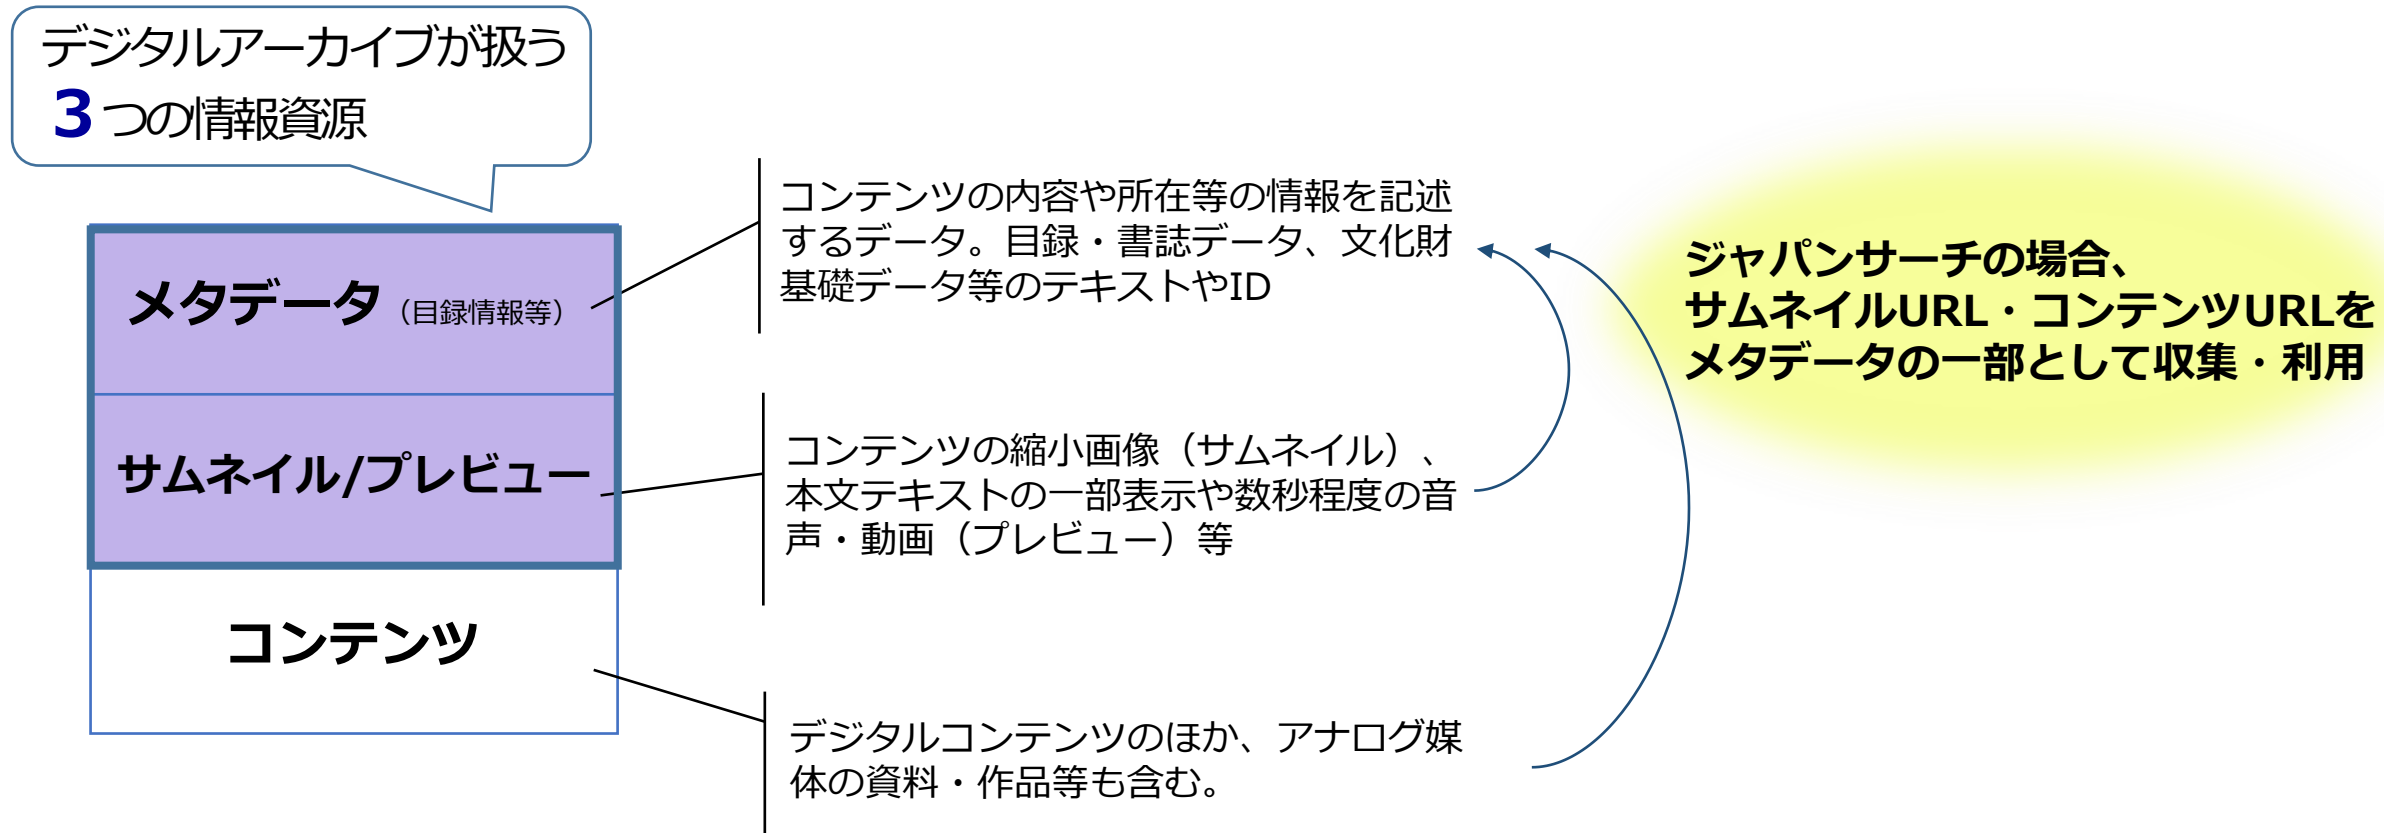 デジタルアーカイブが扱う
3つの情報資源
メタデータ（目録情報等）
コンテンツの内容や所在等の情報を記述
するデータ。目録・書誌データ、文化財
基礎データ等のテキストやID
サムネイル/プレビュー
コンテンツの縮小画像（サムネイル）、
本文テキストの一部表示や数秒程度の音
声・動画（プレビュー）等
コンテンツ
デジタルコンテンツのほか、アナログ媒
体の資料・作品等も含む。
ジャパンサーチの場合、
サムネイルURL・コンテンツURLを
メタデータの一部として収集・利用